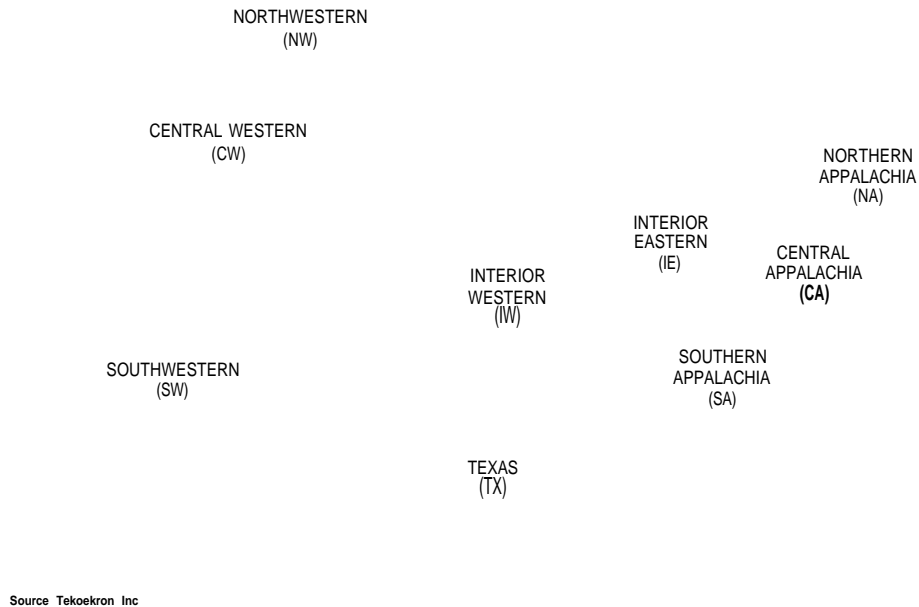 NORTHWESTERN
(NW)
CENTRAL WESTERN
(CW)
NORTHERN
APPALACHIA
(NA)
INTERIOR
EASTERN
(IE)
CENTRAL
APPALACHIA
(CA)
INTERIOR
WESTERN
(IW)
SOUTHWESTERN
(SW)
SOUTHERN
APPALACHIA
(SA)
TEXAS
(TX)
Source Tekoekron Inc